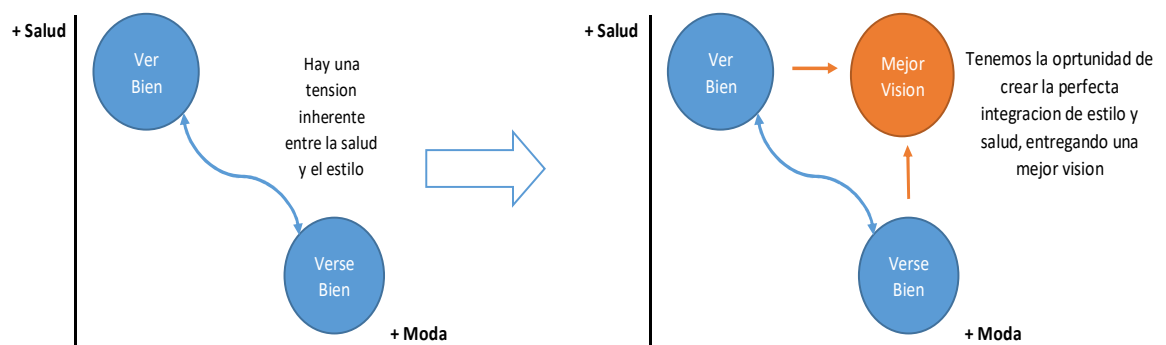 + Salud
Ver
Bien
Hay una
tension
inherente
entre la salud
y el estilo
Verse
Bien
+ Moda
+ Salud
Ver
Bien
Mejor
Vision
Tenemos la oprtunidad de
crear la perfecta
integracion de estilo y
salud, entregando una
mejor vision
Verse
Bien
+ Moda